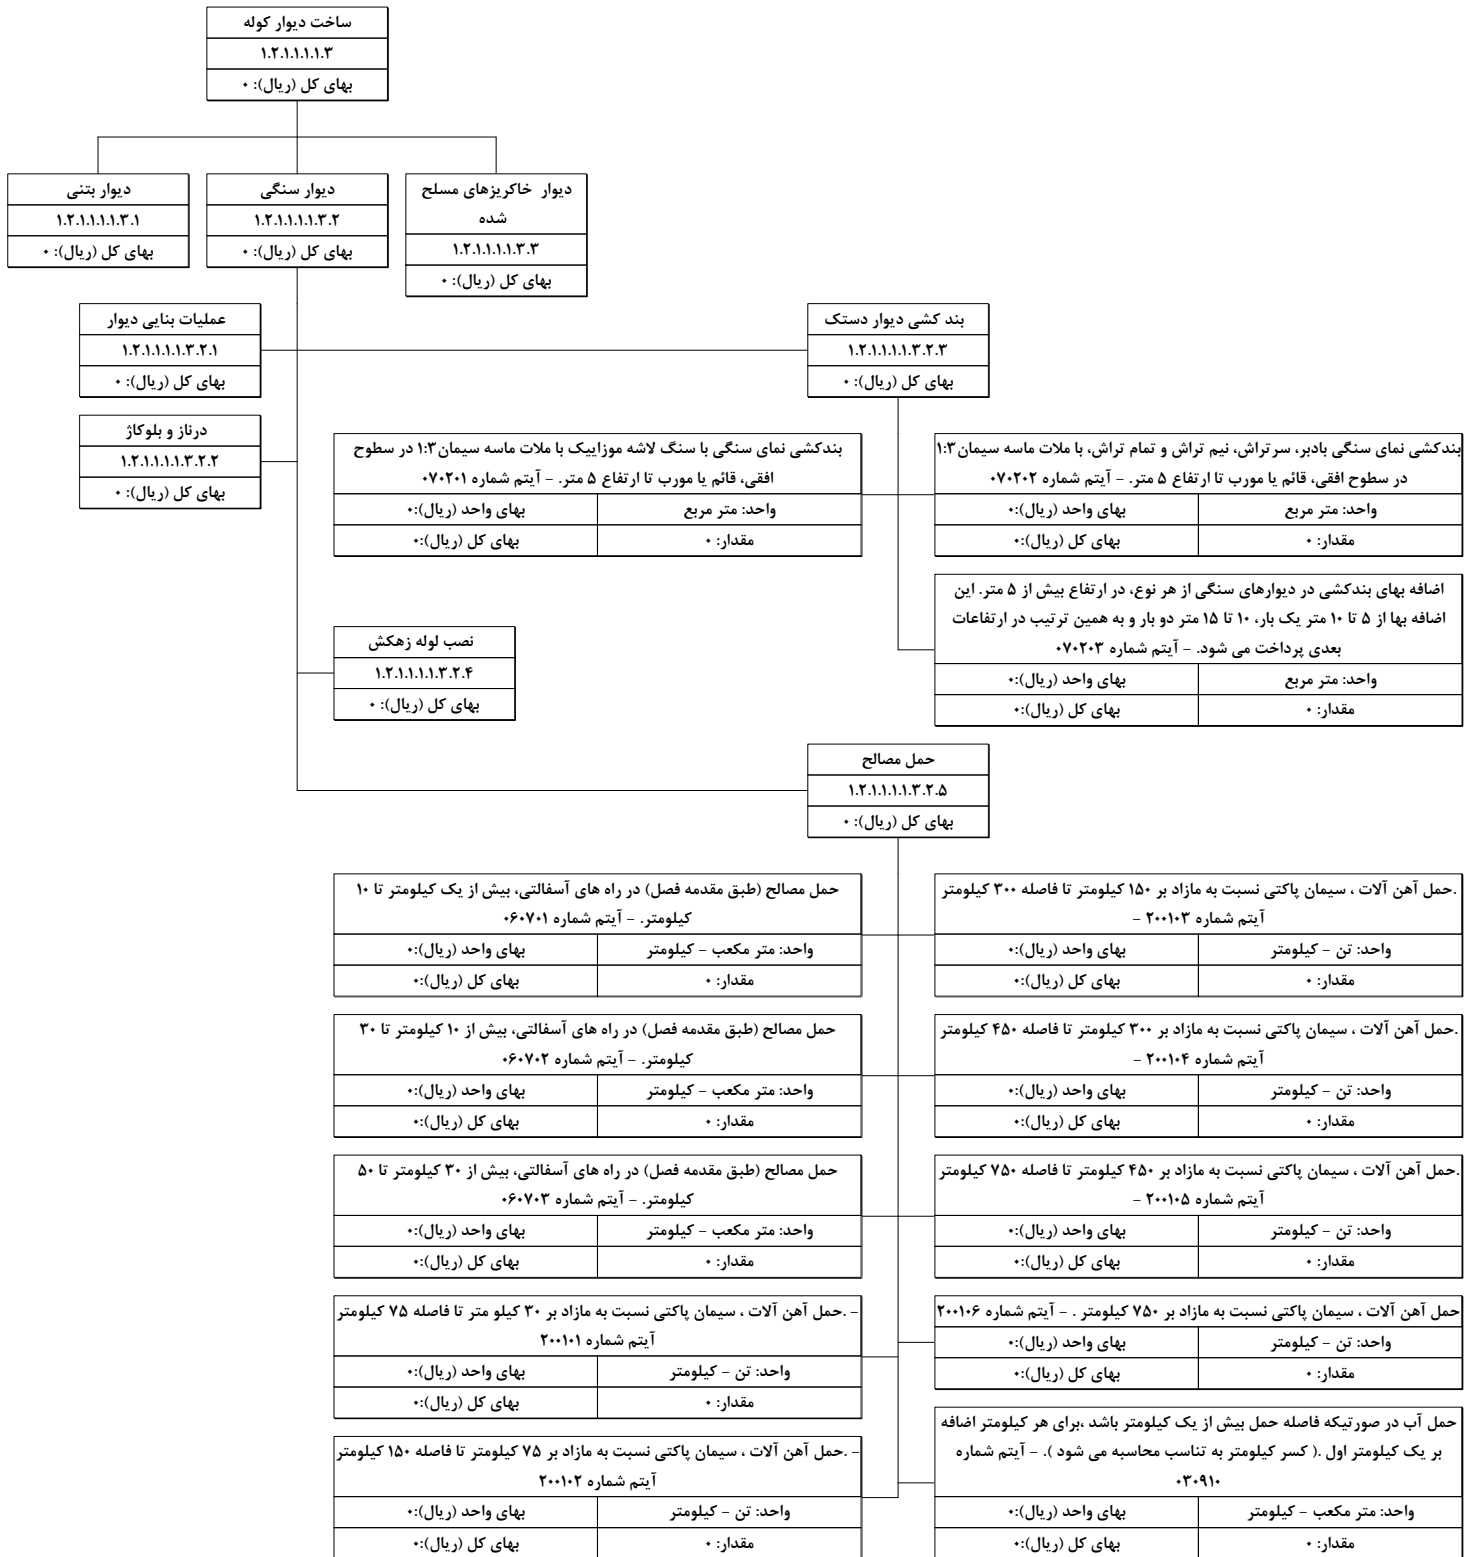 ساخت دیوار کوله
۱.۲.۱.۱.۱.۱.۳
بهای کل (ریال): ۰
دیوار بتنی
۱.۲.۱.۱.۱.۱.۳.۱
بهای کل (ریال): ۰
دیوار سنگی
۱.۲.۱.۱.۱.۱.۳.۲
بهای کل (ریال): ۰
دیوار خاکریزهای مسلح
شده
۱.۲.۱.۱.۱.۱.۳.۳
بهای کل (ریال): ۰
عملیات بنایی دیوار
۱.۲.۱.۱.۱.۱.۳.۲.۱
بهای کل (ریال): ۰
بند کشی دیوار دستک
۱.۲.۱.۱.۱.۱.۳.۲.۳
بهای کل (ریال): ۰
درناز و بلوکاژ
۱.۲.۱.۱.۱.۱.۳.۲.۲
بهای کل (ریال): ۰
بندکشی نمای سنگی با سنگ لاشه موزاییک با ملات ماسه سیمان ۱:۳ در سطوح
افقی، قائم یا مورب تا ارتفاع ۵ متر. - آیتم شماره ۰۷۰۲۰۱
واحد: متر مربع
بهای واحد (ریال):۰
مقدار: ۰
بهای کل (ریال):۰
بندکشی نمای سنگی بادبر، سرتراش، نیم تراش و تمام تراش، با ملات ماسه سیمان ۱:۳
در سطوح افقی، قائم یا مورب تا ارتفاع ۵ متر. - آیتم شماره ۰۷۰۲۰۲
واحد: متر مربع
بهای واحد (ریال):۰
مقدار: ۰
بهای کل (ریال):۰
اضافه بهای بندکشی در دیوارهای سنگی از هر نوع، در ارتفاع بیش از ۵ متر. این
اضافه بها از ۵ تا ۱۰ متر یک بار، ۱۰ تا ۱۵ متر دو بار و به همین ترتیب در ارتفاعات
بعدی پرداخت می شود. - آیتم شماره ۰۷۰۲۰۳
واحد: متر مربع
بهای واحد (ریال):۰
مقدار: ۰
بهای کل (ریال):۰
نصب لوله زهکش
۱.۲.۱.۱.۱.۱.۳.۲.۴
بهای کل (ریال): ۰
حمل مصالح
۱.۲.۱.۱.۱.۱.۳.۲.۵
بهای کل (ریال): ۰
حمل مصالح (طبق مقدمه فصل) در راه های آسفالتی، بیش از یک کیلومتر تا ۱۰
کیلومتر. - آیتم شماره ۰۶۰۷۰۱
واحد: متر مکعب - کیلومتر
بهای واحد (ریال):۰
مقدار: ۰
بهای کل (ریال):۰
.حمل آهن آلات ، سیمان پاکتی نسبت به مازاد بر ۱۵۰ کیلومتر تا فاصله ۳۰۰ کیلومتر
آیتم شماره ۲۰۰۱۰۳ -
واحد: تن - کیلومتر
بهای واحد (ریال):۰
مقدار: ۰
بهای کل (ریال):۰
حمل مصالح (طبق مقدمه فصل) در راه های آسفالتی، بیش از ۱۰ کیلومتر تا ۳۰
کیلومتر. - آیتم شماره ۰۶۰۷۰۲
واحد: متر مکعب - کیلومتر
بهای واحد (ریال):۰
مقدار: ۰
بهای کل (ریال):۰
.حمل آهن آلات ، سیمان پاکتی نسبت به مازاد بر ۳۰۰ کیلومتر تا فاصله ۴۵۰ کیلومتر
آیتم شماره ۲۰۰۱۰۴ -
واحد: تن - کیلومتر
بهای واحد (ریال):۰
مقدار: ۰
بهای کل (ریال):۰
حمل مصالح (طبق مقدمه فصل) در راه های آسفالتی، بیش از ۳۰ کیلومتر تا ۵۰
کیلومتر. - آیتم شماره ۰۶۰۷۰۳
واحد: متر مکعب - کیلومتر
بهای واحد (ریال):۰
مقدار: ۰
بهای کل (ریال):۰
.حمل آهن آلات ، سیمان پاکتی نسبت به مازاد بر ۴۵۰ کیلومتر تا فاصله ۷۵۰ کیلومتر
آیتم شماره ۲۰۰۱۰۵ -
واحد: تن - کیلومتر
بهای واحد (ریال):۰
مقدار: ۰
بهای کل (ریال):۰
- .حمل آهن آلات ، سیمان پاکتی نسبت به مازاد بر ۳۰ کیلو متر تا فاصله ۷۵ کیلومتر
آیتم شماره ۲۰۰۱۰۱
واحد: تن - کیلومتر
بهای واحد (ریال):۰
مقدار: ۰
بهای کل (ریال):۰
حمل آهن آلات ، سیمان پاکتی نسبت به مازاد بر ۷۵۰ کیلومتر . - آیتم شماره ۲۰۰۱۰۶
واحد: تن - کیلومتر
بهای واحد (ریال):۰
مقدار: ۰
بهای کل (ریال):۰
- .حمل آهن آلات ، سیمان پاکتی نسبت به مازاد بر ۷۵ کیلومتر تا فاصله ۱۵۰ کیلومتر
آیتم شماره ۲۰۰۱۰۲
واحد: تن - کیلومتر
بهای واحد (ریال):۰
مقدار: ۰
بهای کل (ریال):۰
حمل آب در صورتیکه فاصله حمل بیش از یک کیلومتر باشد ،برای هر کیلومتر اضافه
بر یک کیلومتر اول .( کسر کیلومتر به تناسب محاسبه می شود ). - آیتم شماره
۰۳۰۹۱۰
واحد: متر مکعب - کیلومتر
بهای واحد (ریال):۰
مقدار: ۰
بهای کل (ریال):۰